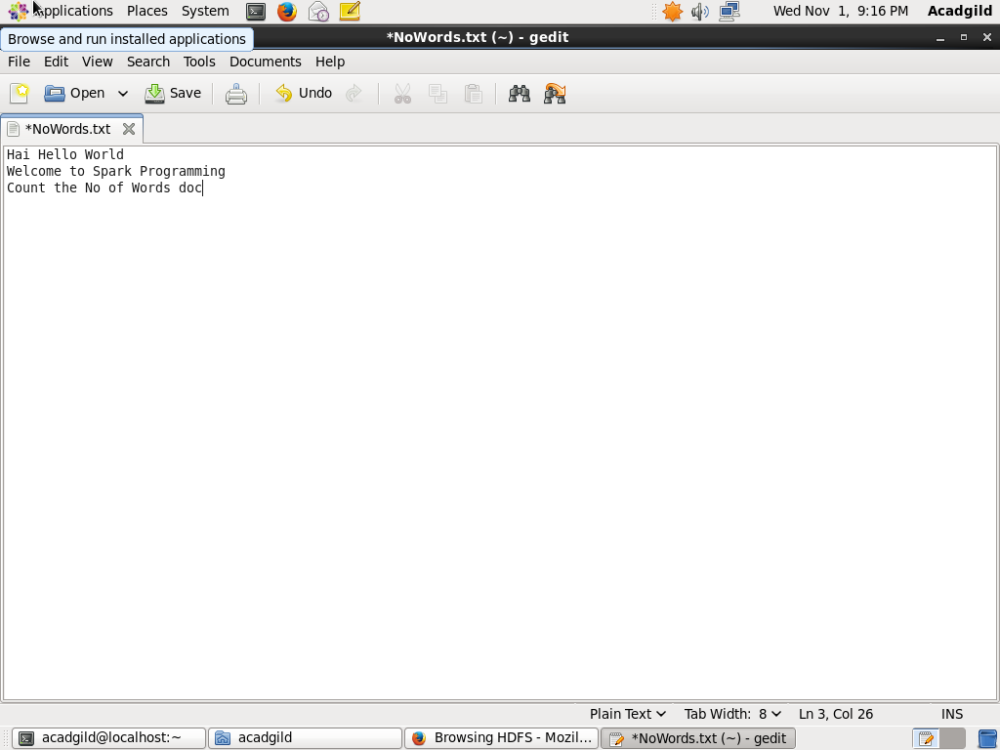 Applications Places System Wed Nov 1, 9:16 PM Acadgild
Browse and run installed applications
*NoWords.txt (~) - gedit
File Edit View Search Tools Documents Help
Open Save Undo
*NoWords.txt
Hai Hello World
Welcome to Spark Programming
Count the No of Words doc
Plain Text Tab Width: 8 Ln 3, Col 26 INS
acadgild@localhost:~ acadgild Browsing HDFS - Mozil... *NoWords.txt (~) - gedit